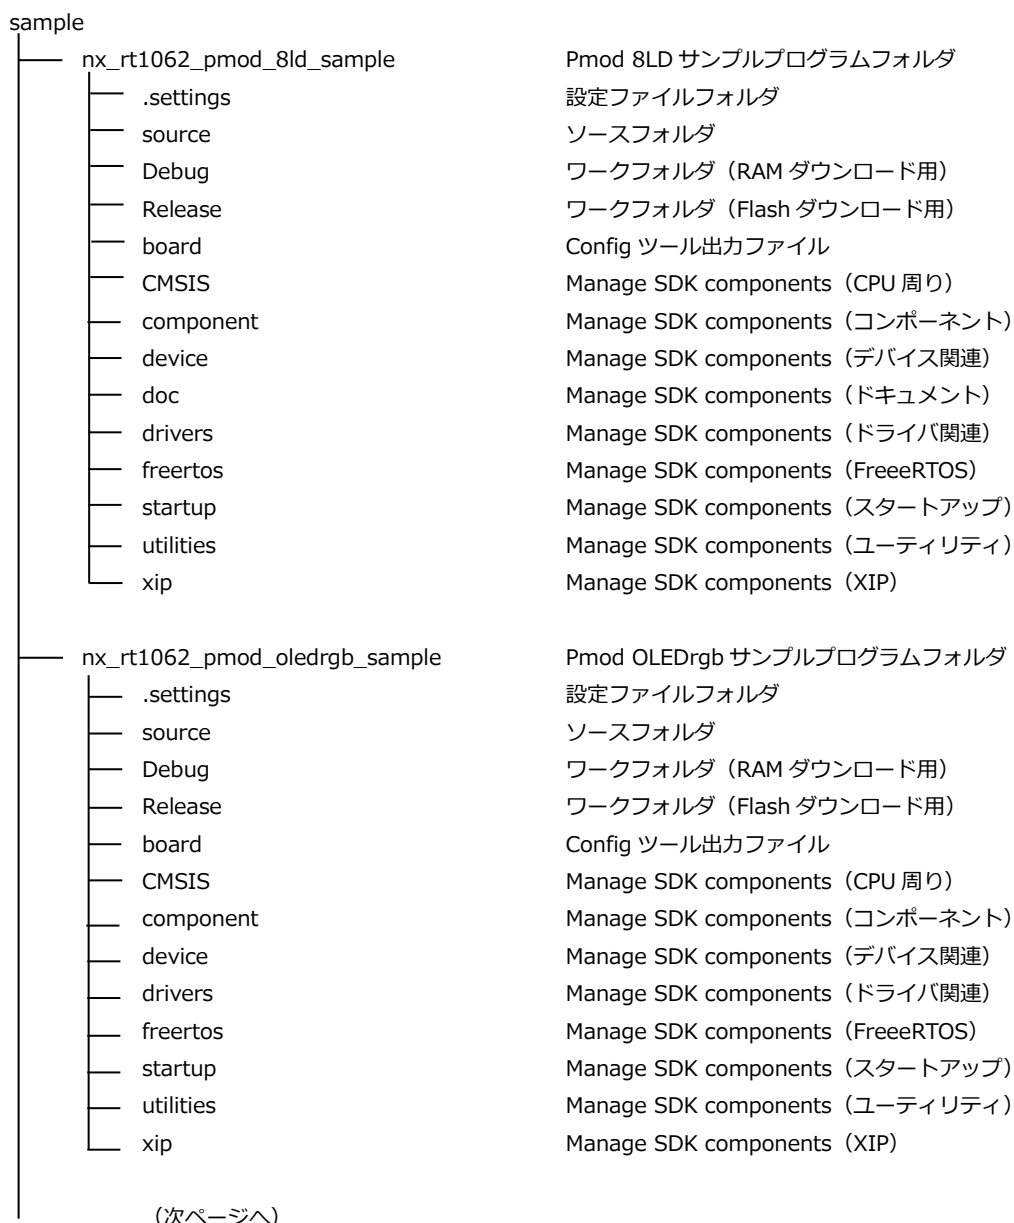 sample
nx_rt1062_pmod_8ld_sample Pmod 8LD サンプルプログラムフォルダ
.settings 設定ファイルフォルダ
source ソースフォルダ
Debug ワークフォルダ（RAM ダウンロード用）
Release ワークフォルダ（Flash ダウンロード用）
board Config ツール出力ファイル
CMSIS Manage SDK components（CPU 周り）
component Manage SDK components（コンポーネント）
device Manage SDK components（デバイス関連）
doc Manage SDK components（ドキュメント）
drivers Manage SDK components（ドライバ関連）
freertos Manage SDK components（FreeeRTOS）
startup Manage SDK components（スタートアップ）
utilities Manage SDK components（ユーティリティ）
xip Manage SDK components（XIP）
nx_rt1062_pmod_oledrgb_sample Pmod OLEDrgb サンプルプログラムフォルダ
.settings 設定ファイルフォルダ
source ソースフォルダ
Debug ワークフォルダ（RAM ダウンロード用）
Release ワークフォルダ（Flash ダウンロード用）
board Config ツール出力ファイル
CMSIS Manage SDK components（CPU 周り）
component Manage SDK components（コンポーネント）
device Manage SDK components（デバイス関連）
drivers Manage SDK components（ドライバ関連）
freertos Manage SDK components（FreeeRTOS）
startup Manage SDK components（スタートアップ）
utilities Manage SDK components（ユーティリティ）
xip Manage SDK components（XIP）
（次ページへ）